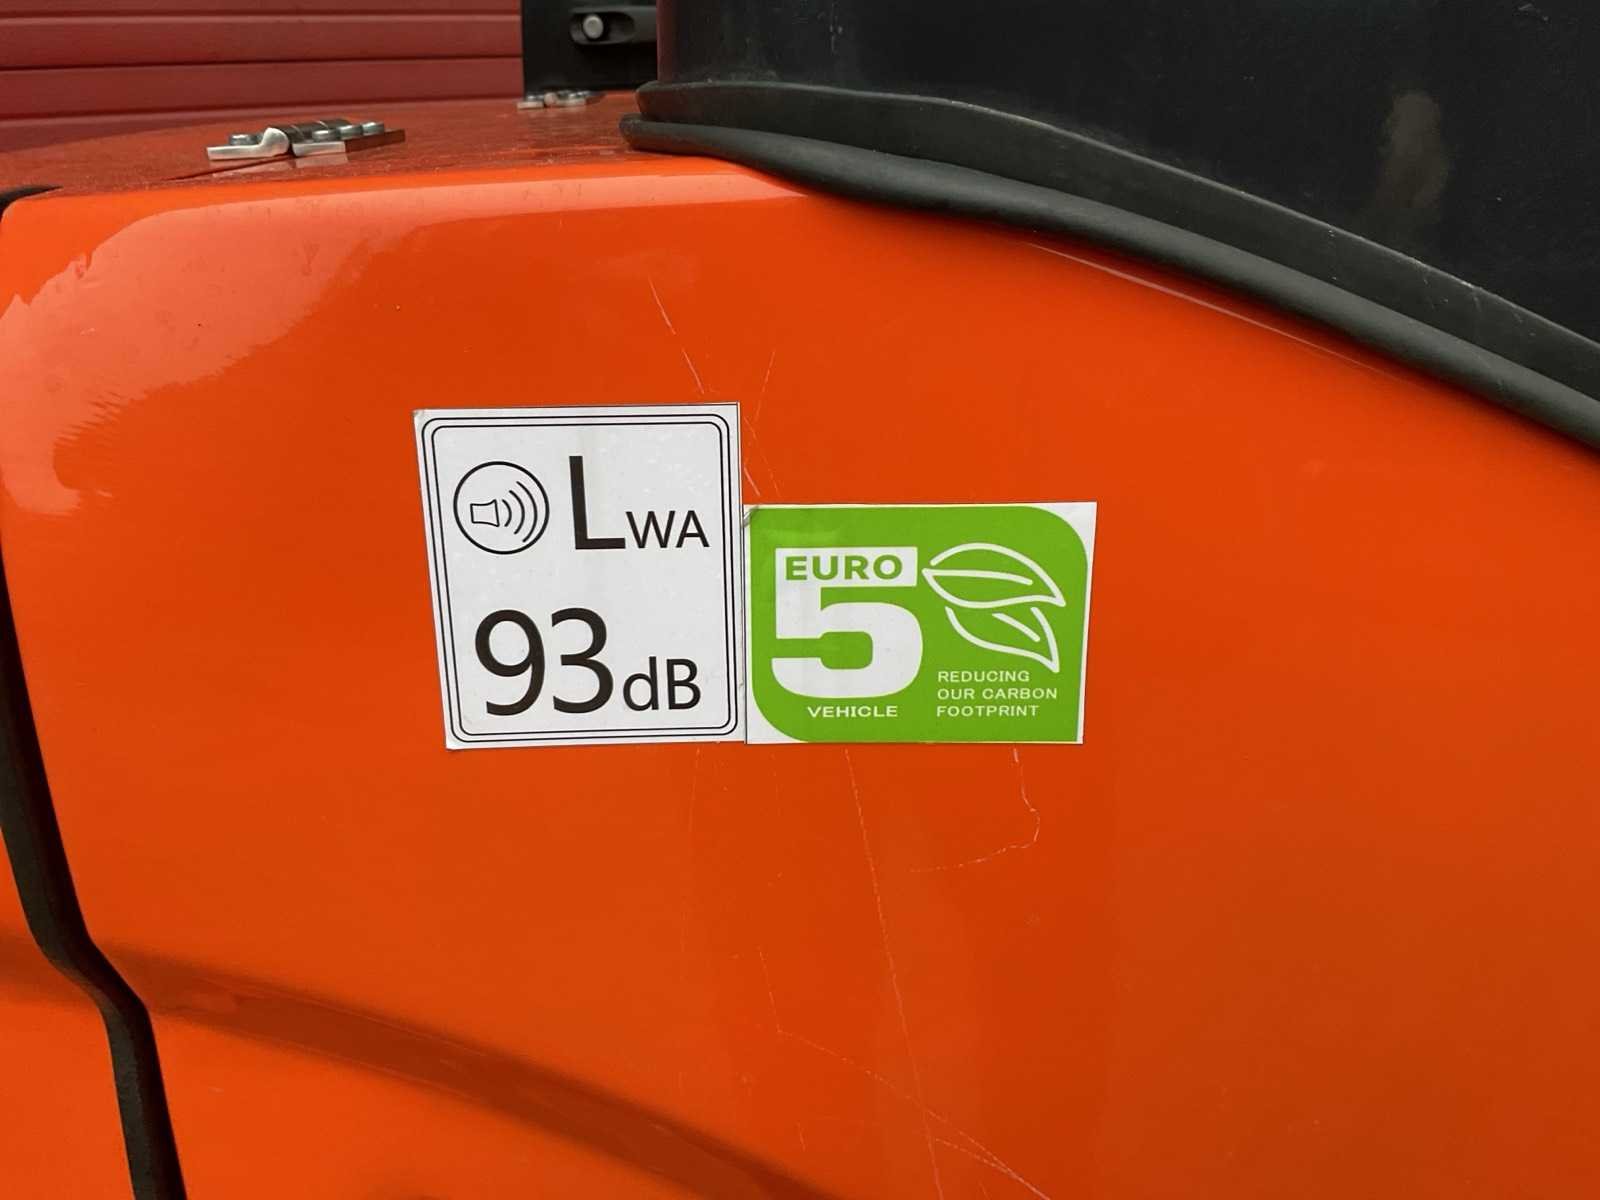 LWA
93dB
EURO
5
VEHICLE
REDUCING
OUR CARBON
FOOTPRINT